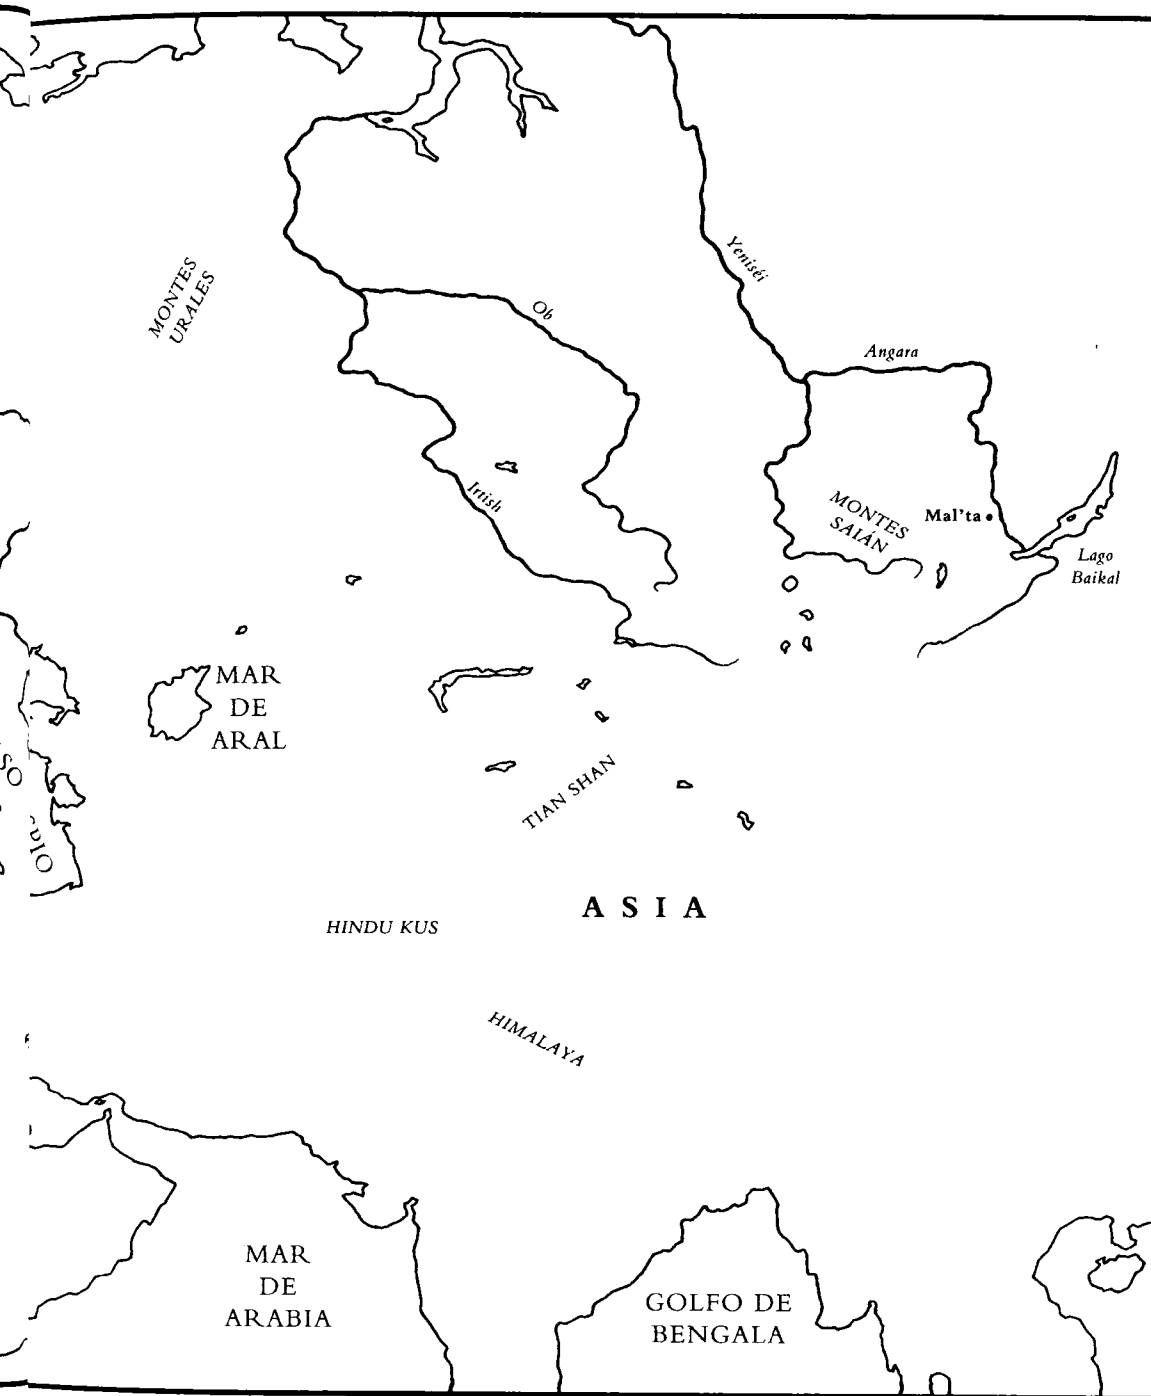 MONTES
URALES
Yeniséi
Ob
Angara
Irtish
MONTES
SAIÁN
Mal'ta
Lago
Baikal
MAR
DE
ARAL
TIAN SHAN
ASIA
HINDU KUS
HIMALAYA
MAR
DE
ARABIA
GOLFO DE
BENGALA